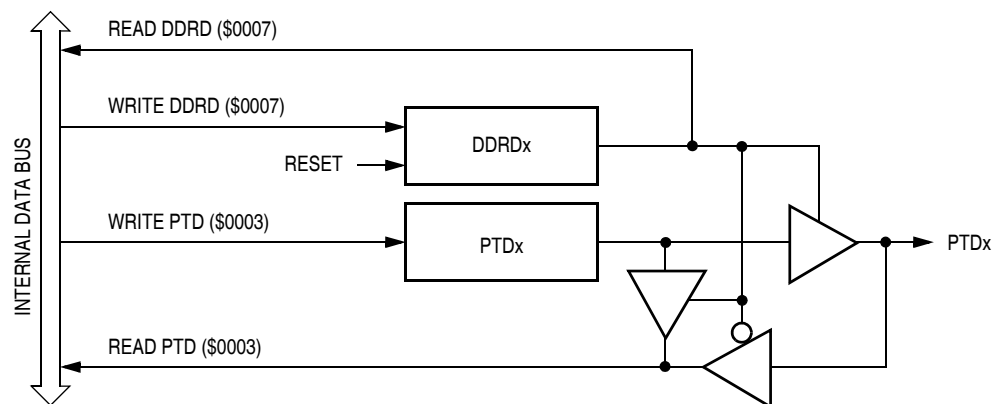 READ DDRD ($0007)
WRITE DDRD ($0007)
DDRDx
RESET
INTERNAL DATA BUS
WRITE PTD ($0003)
PTDx
PTDx
READ PTD ($0003)